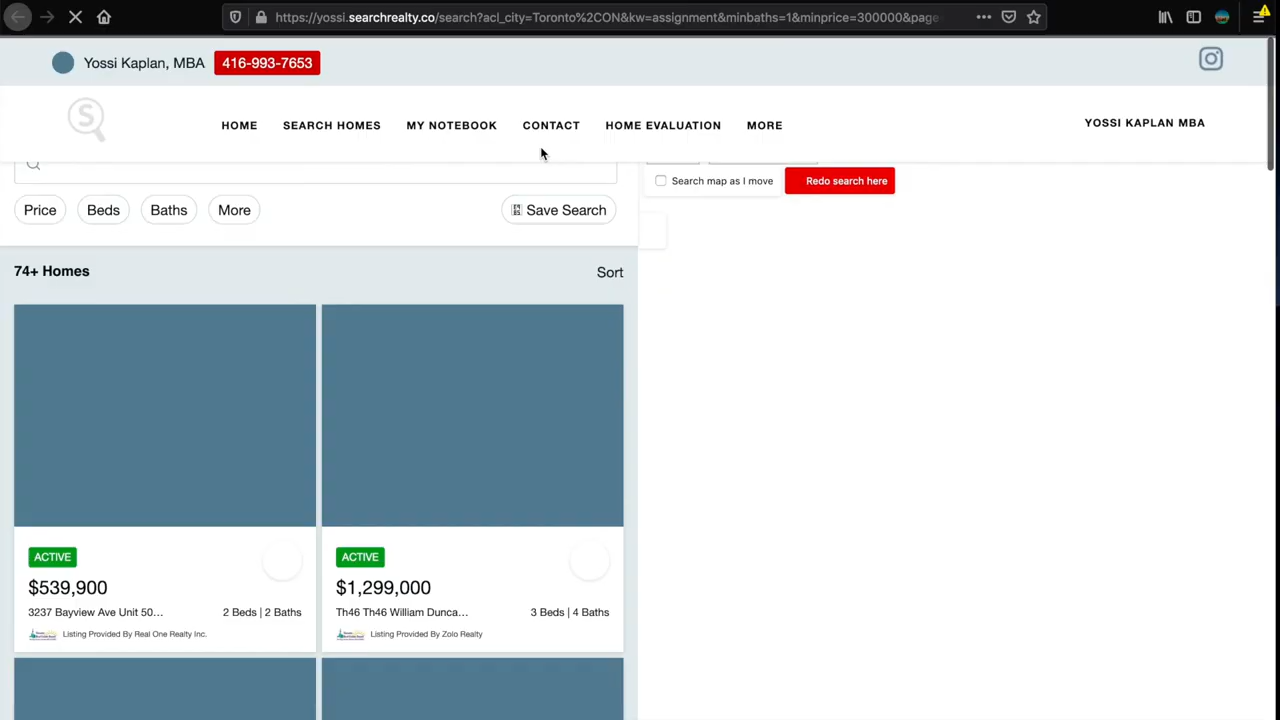 https://yossi.searchrealty.co/search?acl_city=Toronto%2CON&kw=assignment&minbaths=1&minprice=300000&page
Yossi Kaplan, MBA 416-993-7653
S
HOME SEARCH HOMES MY NOTEBOOK CONTACT HOME EVALUATION MORE YOSSI KAPLAN MBA
Search map as I move Redo search here
Price Beds Baths More Save Search
74+ Homes Sort
ACTIVE ACTIVE
$539,900 $1,299,000
3237 Bayview Ave Unit 50... 2 Beds | 2 Baths Th46 Th46 William Dunca... 3 Beds | 4 Baths
Listing Provided By Real One Realty Inc. Listing Provided By Zolo Realty